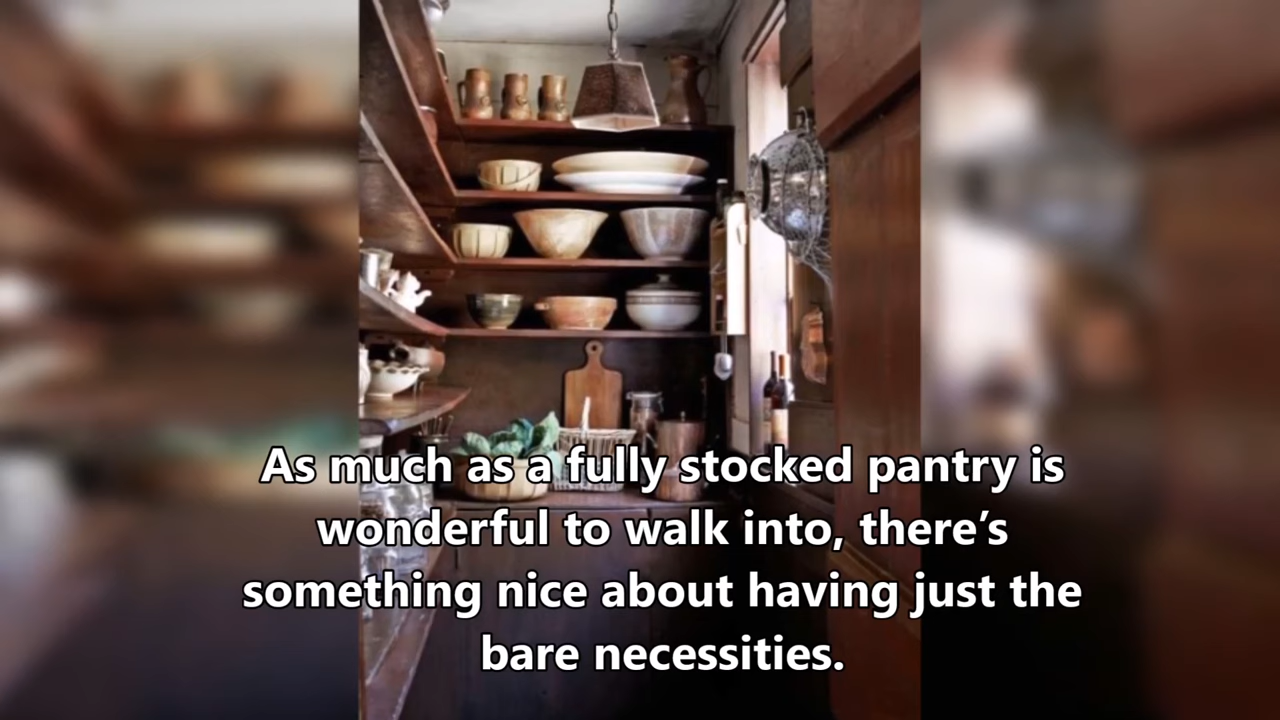 As much as a fully stocked pantry is
wonderful to walk into, there’s
something nice about having just the
bare necessities.